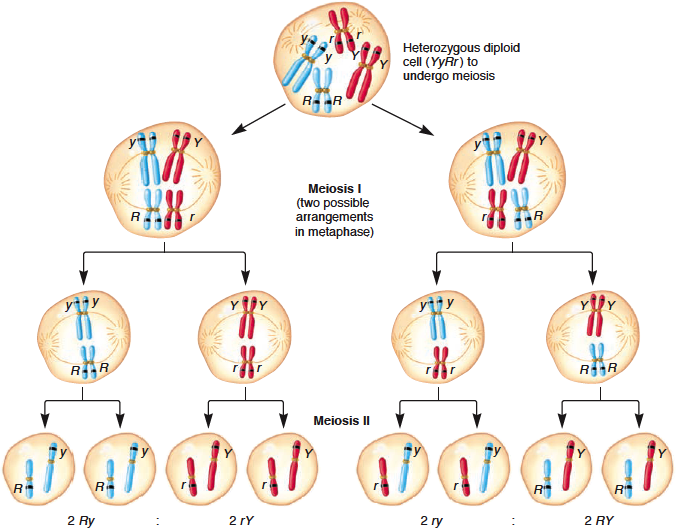 y r r
y Y Y
R R
Heterozygous diploid
cell (YyRr) to
undergo meiosis
y Y
R r
y Y
r R
Meiosis I
(two possible
arrangements
in metaphase)
y y
R R
Y Y
r r
y y
r r
Y Y
R R
Meiosis II
y
R
y
R
Y
r
Y
r
y
r
y
r
Y
R
Y
R
2 Ry : 2 rY
2 ry : 2 RY